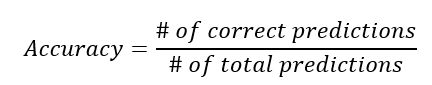 Accuracy = # of correct predictions / # of total predictions